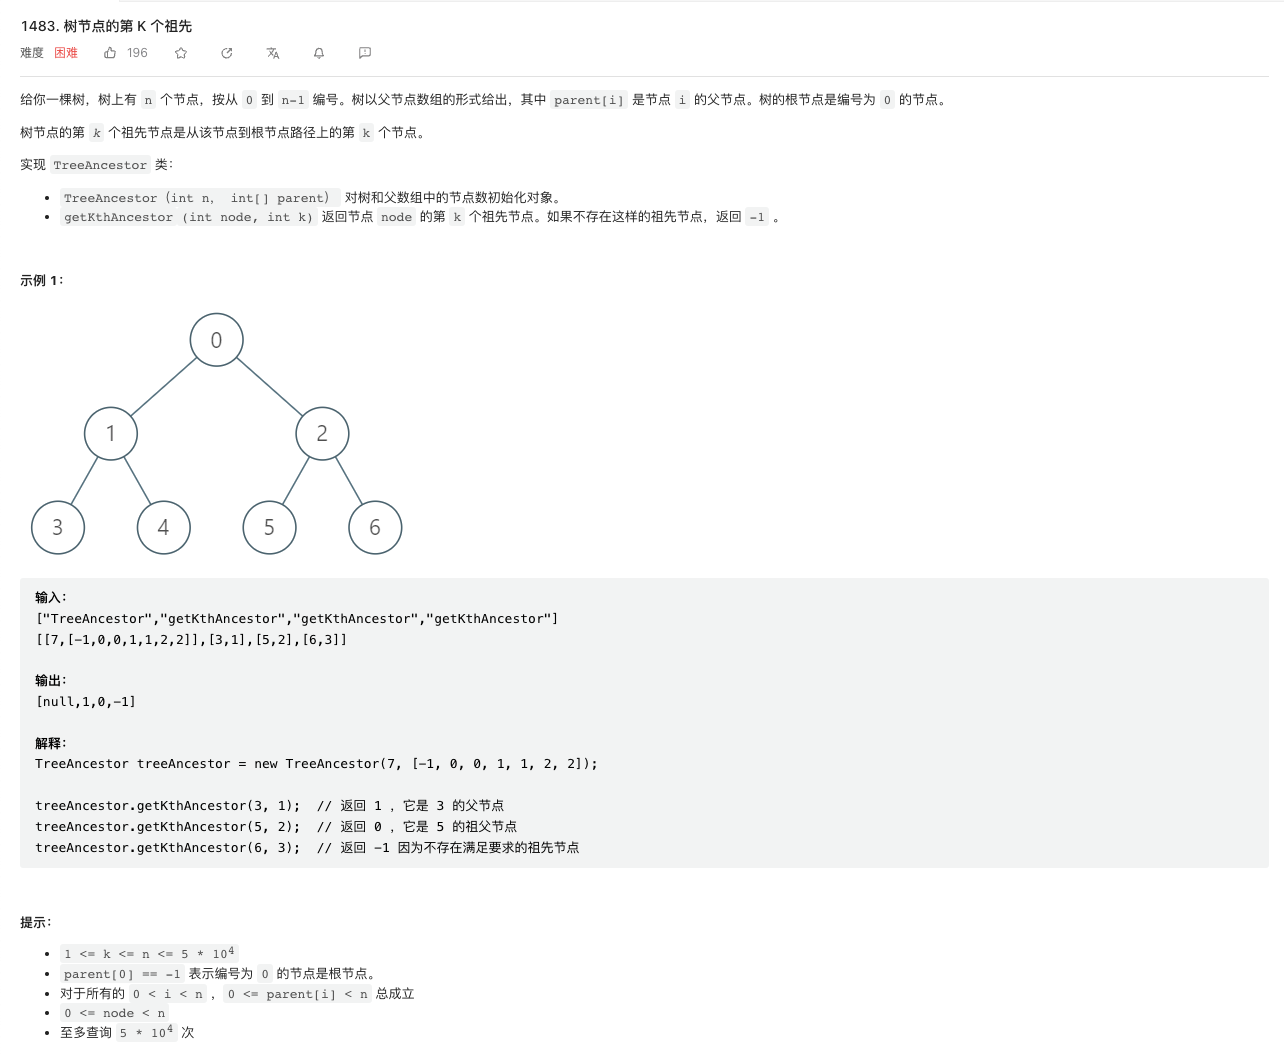 1483. 树节点的第 K 个祖先
难度 困难 196
给你一棵树，树上有 n 个节点，按从 0 到 n-1 编号。树以父节点数组的形式给出，其中 parent[i] 是节点 i 的父节点。树的根节点是编号为 0 的节点。
树节点的第 k 个祖先节点是从该节点到根节点路径上的第 k 个节点。
实现 TreeAncestor 类：
TreeAncestor（int n， int[] parent） 对树和父数组中的节点数初始化对象。
getKthAncestor (int node, int k) 返回节点 node 的第 k 个祖先节点。如果不存在这样的祖先节点，返回 -1 。
示例 1：
0
1 2
3 4 5 6
输入：
["TreeAncestor","getKthAncestor","getKthAncestor","getKthAncestor"]
[[7,[-1,0,0,1,1,2,2]],[3,1],[5,2],[6,3]]
输出：
[null,1,0,-1]
解释：
TreeAncestor treeAncestor = new TreeAncestor(7, [-1, 0, 0, 1, 1, 2, 2]);
treeAncestor.getKthAncestor(3, 1);  // 返回 1 ，它是 3 的父节点
treeAncestor.getKthAncestor(5, 2);  // 返回 0 ，它是 5 的祖父节点
treeAncestor.getKthAncestor(6, 3);  // 返回 -1 因为不存在满足要求的祖先节点
提示：
1 <= k <= n <= 5 * 10⁴
parent[0] == -1 表示编号为 0 的节点是根节点。
对于所有的 0 < i < n ，0 <= parent[i] < n 总成立
0 <= node < n
至多查询 5 * 10⁴ 次